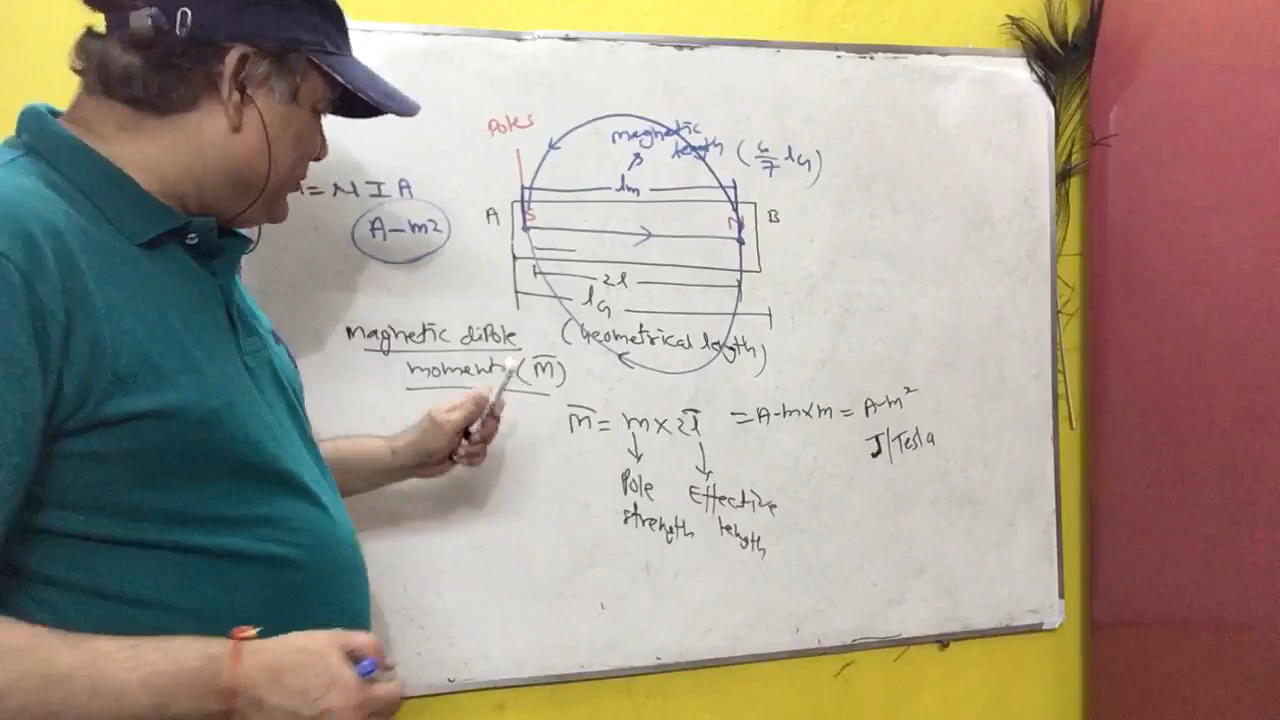 Poles
magnetic
length (6/7 lG)
lm
= N I A
A-m2
A
S
N
B
2l
lG
(Geometrical length)
magnetic diPole
moment (M̅)
M̅ = m × 2l̅ = A-m×m = A-m²
J/Tesla
Pole
strength
Effective
length